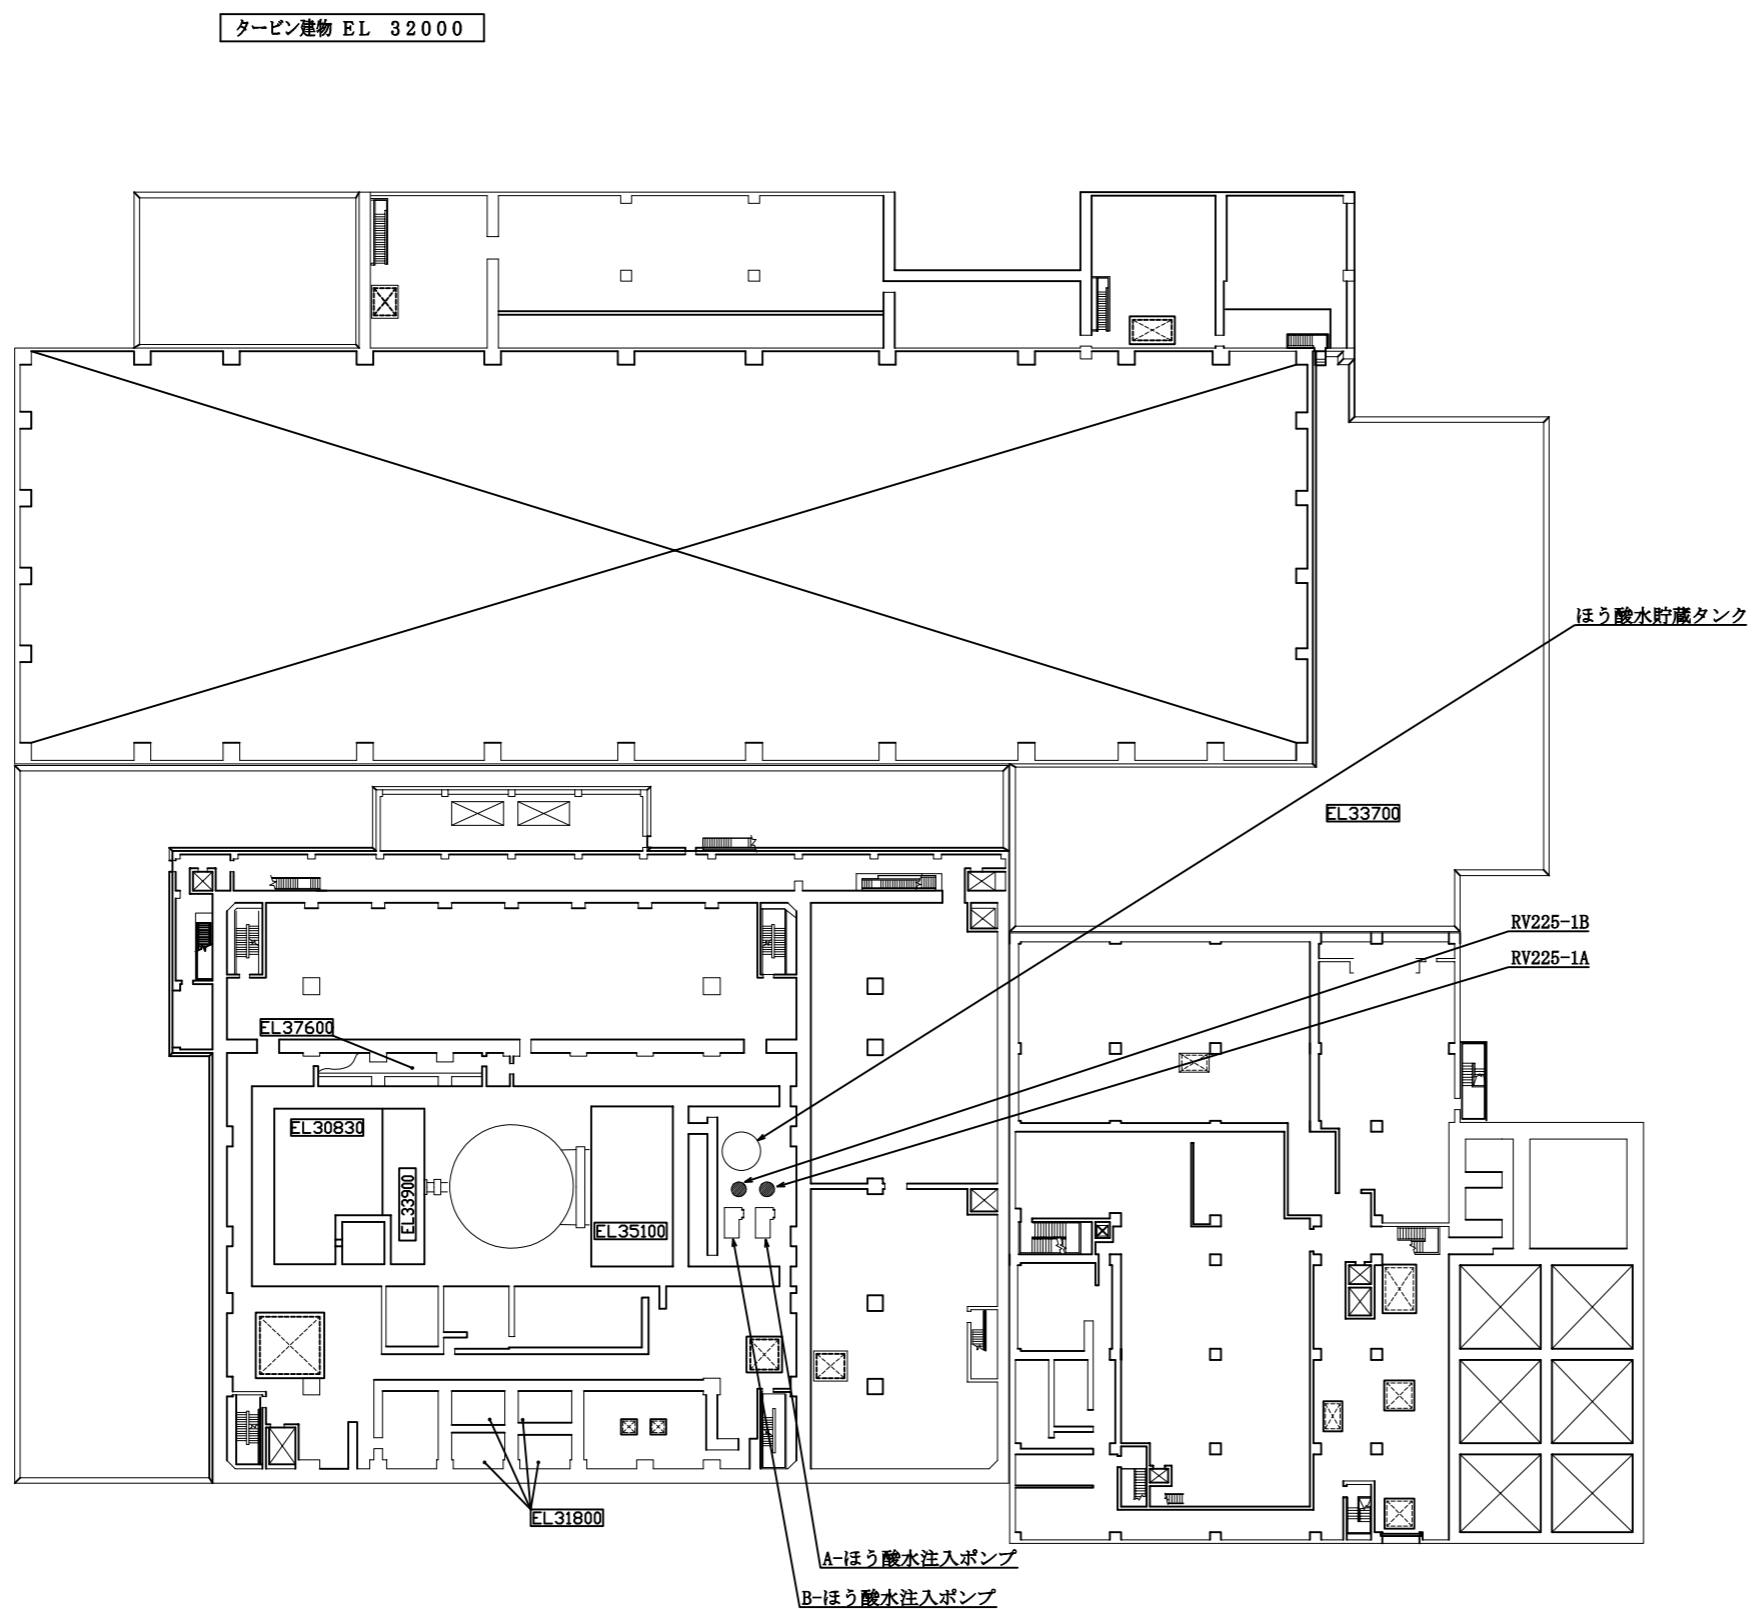 タービン建物 EL 32000
ほう酸水貯蔵タンク
EL33700
RV225-1B
RV225-1A
EL37600
EL30830
EL33900
EL35100
EL31800
A-ほう酸水注入ポンプ
B-ほう酸水注入ポンプ